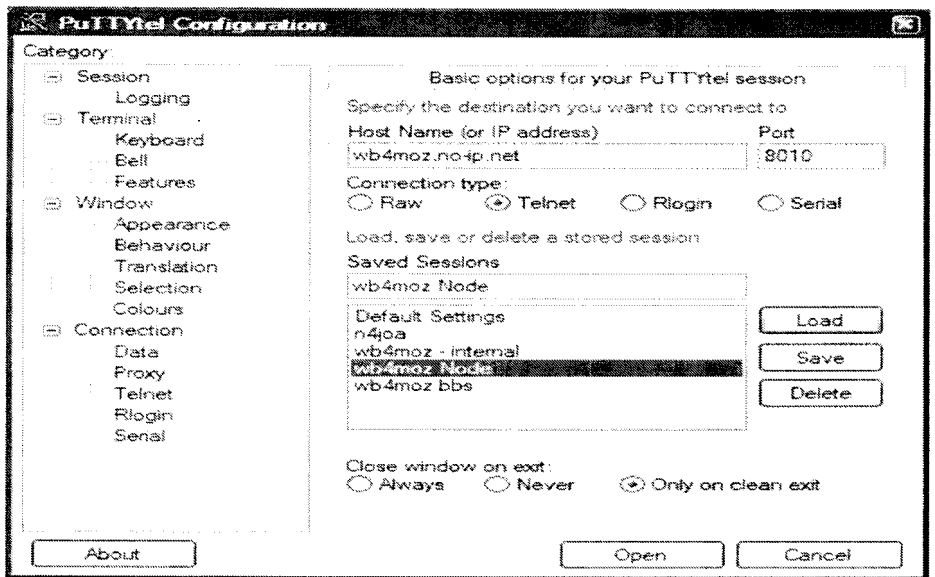 PuTTYtel Configuration
Category:
Session
Logging
Terminal
Keyboard
Bell
Features
Window
Appearance
Behaviour
Translation
Selection
Colours
Connection
Data
Proxy
Telnet
Rlogin
Serial
Basic options for your PuTTYtel session
Specify the destination you want to connect to
Host Name (or IP address) Port
wb4moz.no-ip.net 8010
Connection type:
Raw Telnet Rlogin Serial
Load, save or delete a stored session
Saved Sessions
wb4moz Node
Default Settings
n4joa
wb4moz - internal
wb4moz Node
wb4moz bbs
Load
Save
Delete
Close window on exit:
Always Never Only on clean exit
About Open Cancel